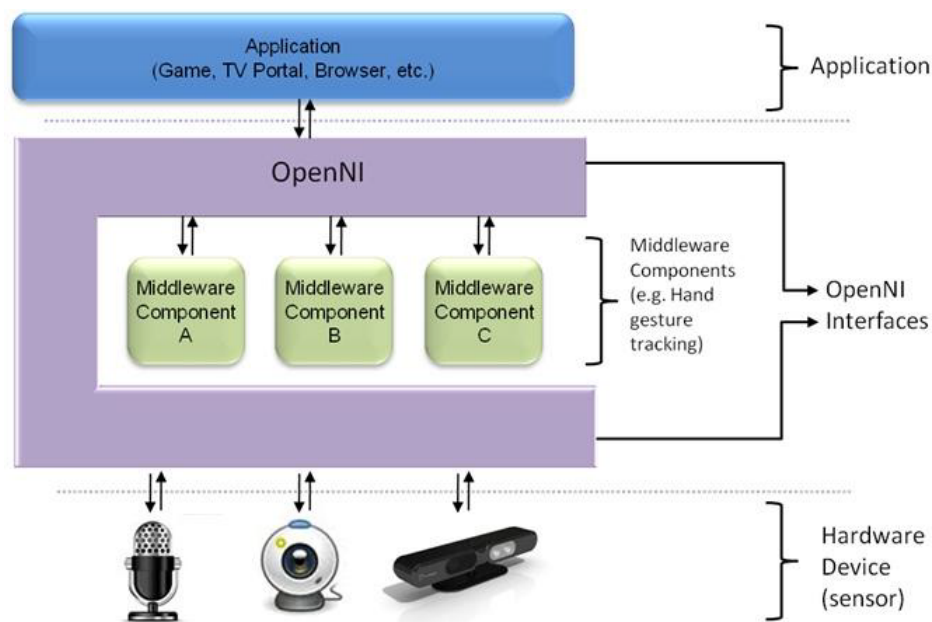 Application
(Game, TV Portal, Browser, etc.)
Application
OpenNI
Middleware
Component
A
Middleware
Component
B
Middleware
Component
C
Middleware
Components
(e.g. Hand
gesture
tracking)
OpenNI
Interfaces
Hardware
Device
(sensor)